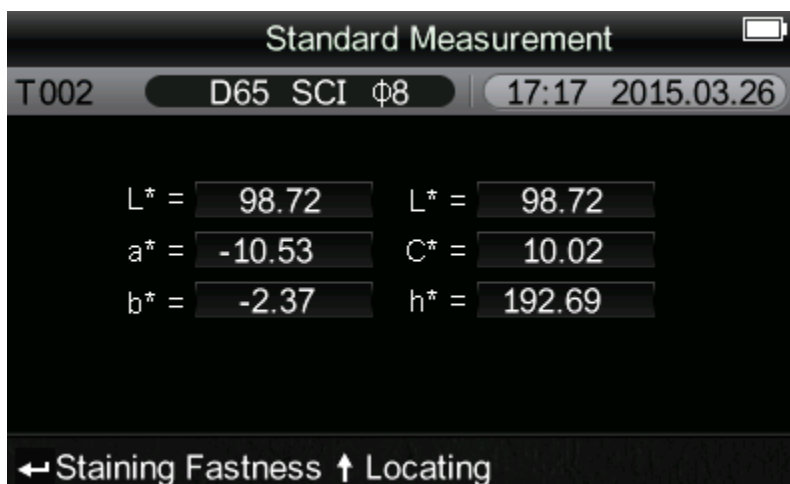 Standard Measurement
T002 D65 SCI Φ8 17:17 2015.03.26
L* = 98.72 L* = 98.72
a* = -10.53 C* = 10.02
b* = -2.37 h* = 192.69
Staining Fastness Locating